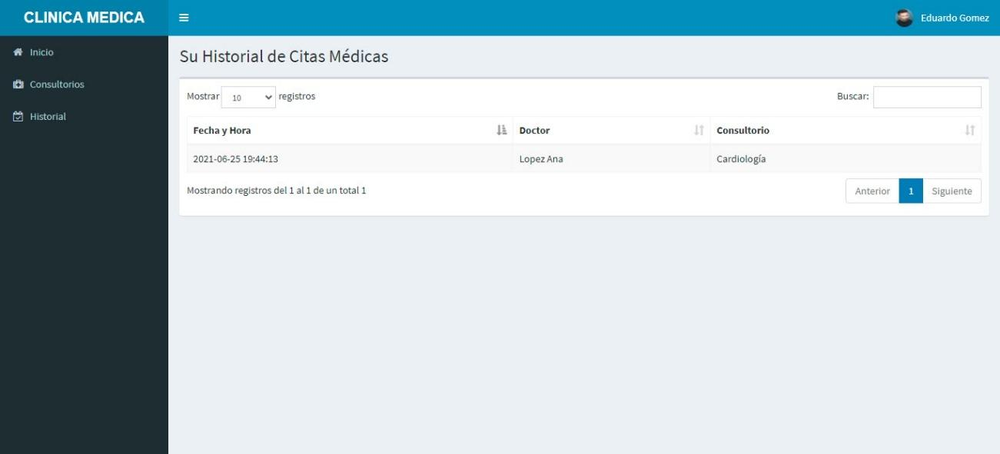 CLINICA MEDICA
Eduardo Gomez
Inicio
Consultorios
Historial
Su Historial de Citas Médicas
Mostrar 10 registros
Buscar:
Fecha y Hora Doctor Consultorio
2021-06-25 19:44:13 Lopez Ana Cardiología
Mostrando registros del 1 al 1 de un total 1
Anterior 1 Siguiente